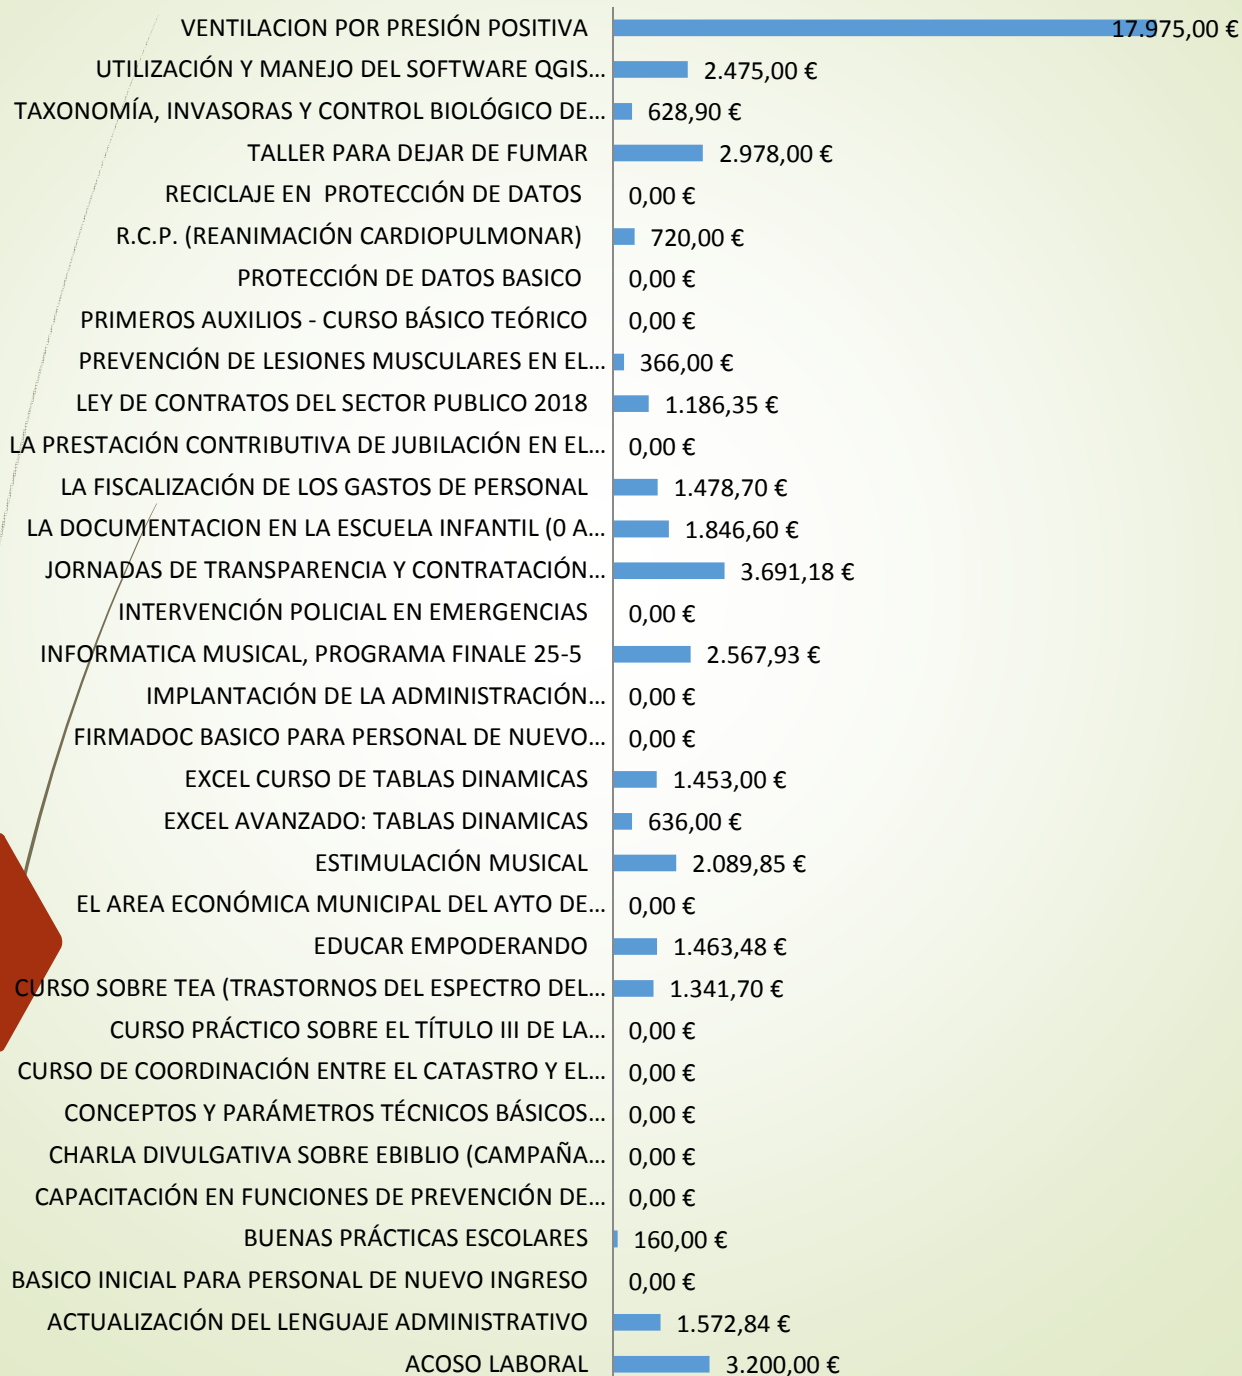 VENTILACION POR PRESIÓN POSITIVA 17.975,00 €
UTILIZACIÓN Y MANEJO DEL SOFTWARE QGIS... 2.475,00 €
TAXONOMÍA, INVASORAS Y CONTROL BIOLÓGICO DE... 628,90 €
TALLER PARA DEJAR DE FUMAR 2.978,00 €
RECICLAJE EN PROTECCIÓN DE DATOS 0,00 €
R.C.P. (REANIMACIÓN CARDIOPULMONAR) 720,00 €
PROTECCIÓN DE DATOS BASICO 0,00 €
PRIMEROS AUXILIOS - CURSO BÁSICO TEÓRICO 0,00 €
PREVENCIÓN DE LESIONES MUSCULARES EN EL... 366,00 €
LEY DE CONTRATOS DEL SECTOR PUBLICO 2018 1.186,35 €
LA PRESTACIÓN CONTRIBUTIVA DE JUBILACIÓN EN EL... 0,00 €
LA FISCALIZACIÓN DE LOS GASTOS DE PERSONAL 1.478,70 €
LA DOCUMENTACION EN LA ESCUELA INFANTIL (0 A... 1.846,60 €
JORNADAS DE TRANSPARENCIA Y CONTRATACIÓN... 3.691,18 €
INTERVENCIÓN POLICIAL EN EMERGENCIAS 0,00 €
INFORMATICA MUSICAL, PROGRAMA FINALE 25-5 2.567,93 €
IMPLANTACIÓN DE LA ADMINISTRACIÓN... 0,00 €
FIRMADOC BASICO PARA PERSONAL DE NUEVO... 0,00 €
EXCEL CURSO DE TABLAS DINAMICAS 1.453,00 €
EXCEL AVANZADO: TABLAS DINAMICAS 636,00 €
ESTIMULACIÓN MUSICAL 2.089,85 €
EL AREA ECONÓMICA MUNICIPAL DEL AYTO DE... 0,00 €
EDUCAR EMPODERANDO 1.463,48 €
CURSO SOBRE TEA (TRASTORNOS DEL ESPECTRO DEL... 1.341,70 €
CURSO PRÁCTICO SOBRE EL TÍTULO III DE LA... 0,00 €
CURSO DE COORDINACIÓN ENTRE EL CATASTRO Y EL... 0,00 €
CONCEPTOS Y PARÁMETROS TÉCNICOS BÁSICOS... 0,00 €
CHARLA DIVULGATIVA SOBRE EBIBLIO (CAMPAÑA... 0,00 €
CAPACITACIÓN EN FUNCIONES DE PREVENCIÓN DE... 0,00 €
BUENAS PRÁCTICAS ESCOLARES 160,00 €
BASICO INICIAL PARA PERSONAL DE NUEVO INGRESO 0,00 €
ACTUALIZACIÓN DEL LENGUAJE ADMINISTRATIVO 1.572,84 €
ACOSO LABORAL 3.200,00 €